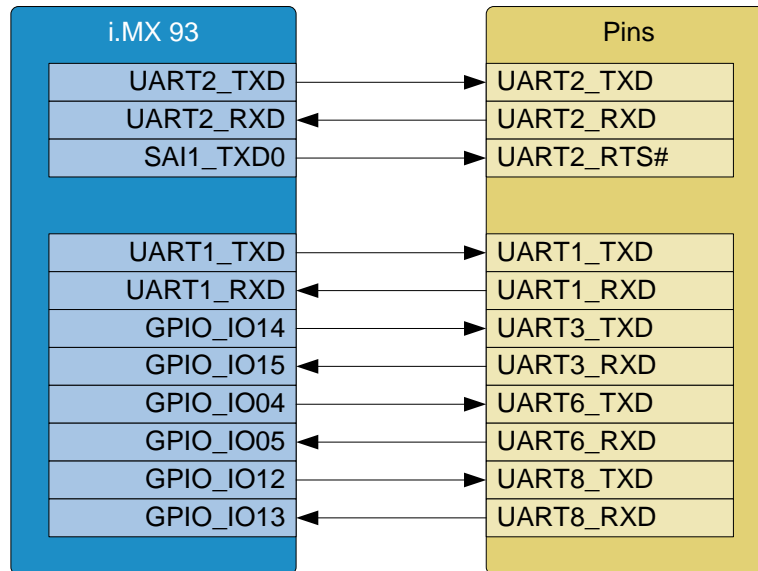 i.MX 93 Pins
UART2_TXD UART2_TXD
UART2_RXD UART2_RXD
SAI1_TXD0 UART2_RTS#
UART1_TXD UART1_TXD
UART1_RXD UART1_RXD
GPIO_IO14 UART3_TXD
GPIO_IO15 UART3_RXD
GPIO_IO04 UART6_TXD
GPIO_IO05 UART6_RXD
GPIO_IO12 UART8_TXD
GPIO_IO13 UART8_RXD